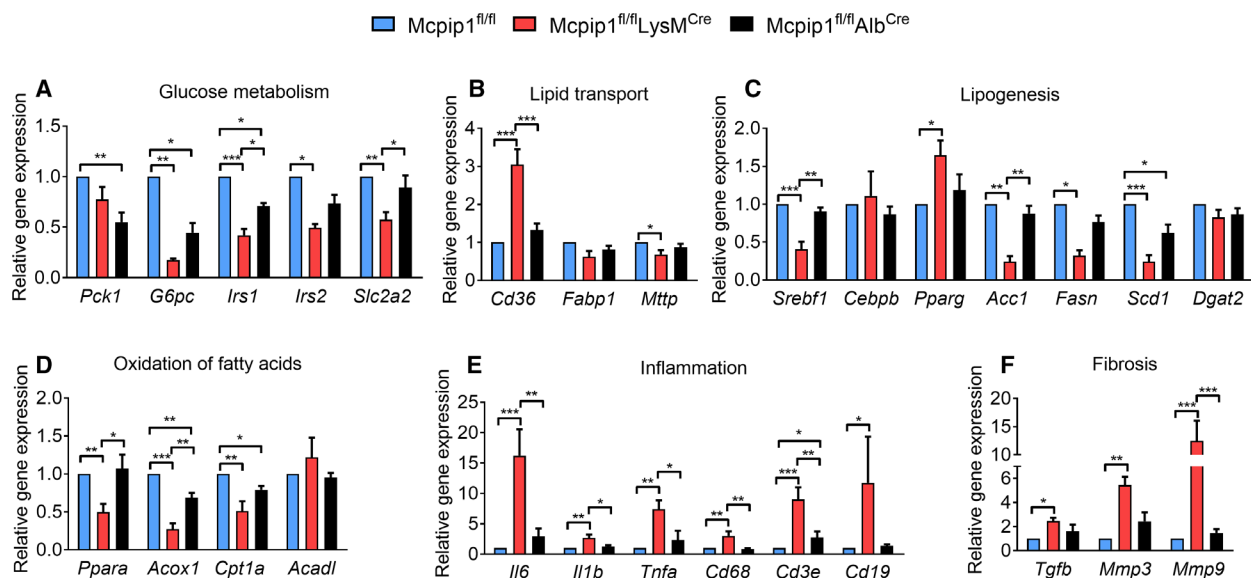 Mcpip1fl/fl Mcpip1fl/flLysMCre Mcpip1fl/flAlbCre
A Glucose metabolism
Relative gene expression
1.5
1.0
0.5
0.0
** * ** * *** * * ** *
Pck1 G6pc Irs1 Irs2 Slc2a2
B Lipid transport
Relative gene expression
4
3
2
1
0
*** *** *
Cd36 Fabp1 Mttp
C Lipogenesis
Relative gene expression
2.0
1.5
1.0
0.5
0.0
*** ** * ** ** * * ***
Srebf1 Cebpb Pparg Acc1 Fasn Scd1 Dgat2
D Oxidation of fatty acids
Relative gene expression
2.0
1.5
1.0
0.5
0.0
** * ** *** ** * **
Ppara Acox1 Cpt1a Acadl
E Inflammation
Relative gene expression
25
20
15
10
5
0
*** ** ** * ** * ** ** * *** ** *
Il6 Il1b Tnfa Cd68 Cd3e Cd19
F Fibrosis
Relative gene expression
20
15
10
6
4
2
0
* ** *** ***
Tgfb Mmp3 Mmp9